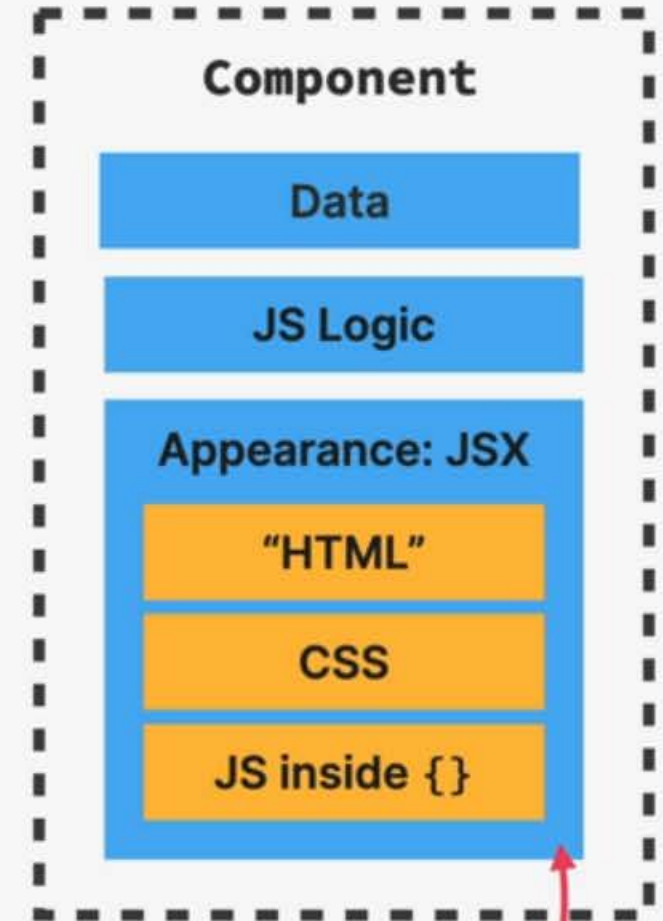 Component
Data
JS Logic
Appearance: JSX
“HTML”
CSS
JS inside {}